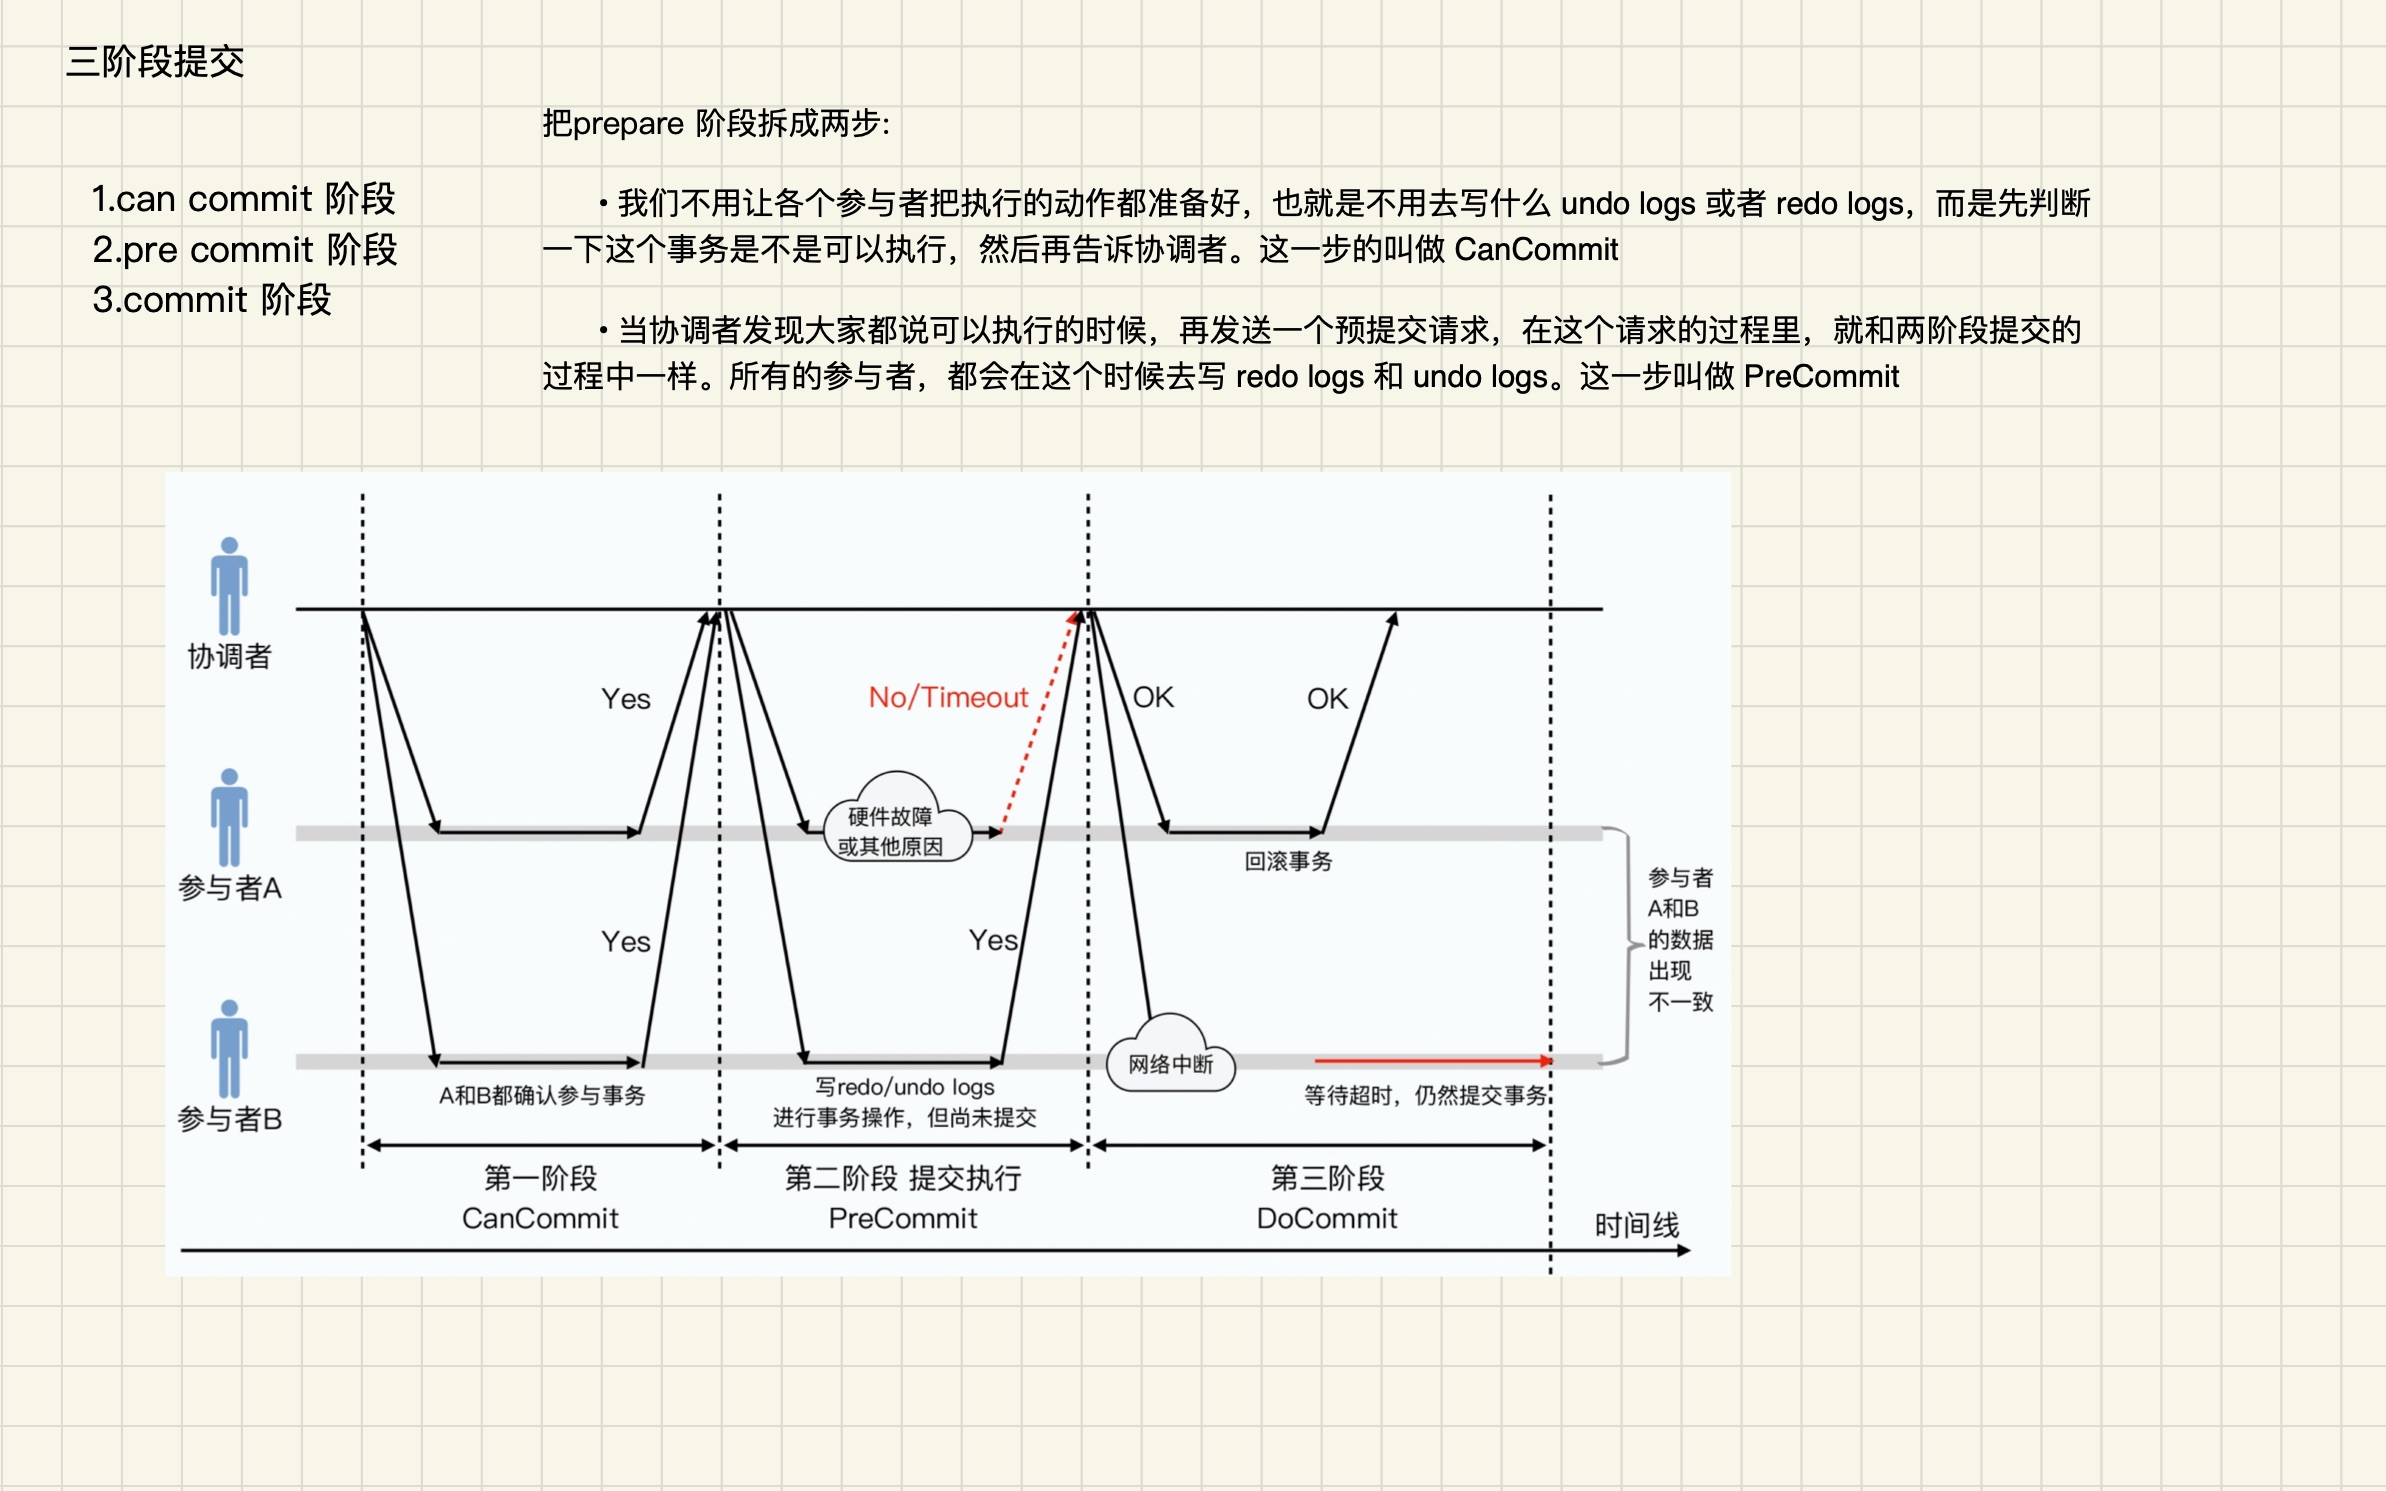 三阶段提交
把prepare 阶段拆成两步:
1.can commit 阶段
2.pre commit 阶段
3.commit 阶段
• 我们不用让各个参与者把执行的动作都准备好，也就是不用去写什么 undo logs 或者 redo logs，而是先判断
一下这个事务是不是可以执行，然后再告诉协调者。这一步的叫做 CanCommit
• 当协调者发现大家都说可以执行的时候，再发送一个预提交请求，在这个请求的过程里，就和两阶段提交的
过程中一样。所有的参与者，都会在这个时候去写 redo logs 和 undo logs。这一步叫做 PreCommit
协调者
Yes
No/Timeout
OK
OK
硬件故障
或其他原因
回滚事务
参与者A
参与者
A和B
的数据
出现
不一致
Yes
Yes
网络中断
A和B都确认参与事务
写redo/undo logs
进行事务操作，但尚未提交
等待超时，仍然提交事务
参与者B
第一阶段
CanCommit
第二阶段 提交执行
PreCommit
第三阶段
DoCommit
时间线